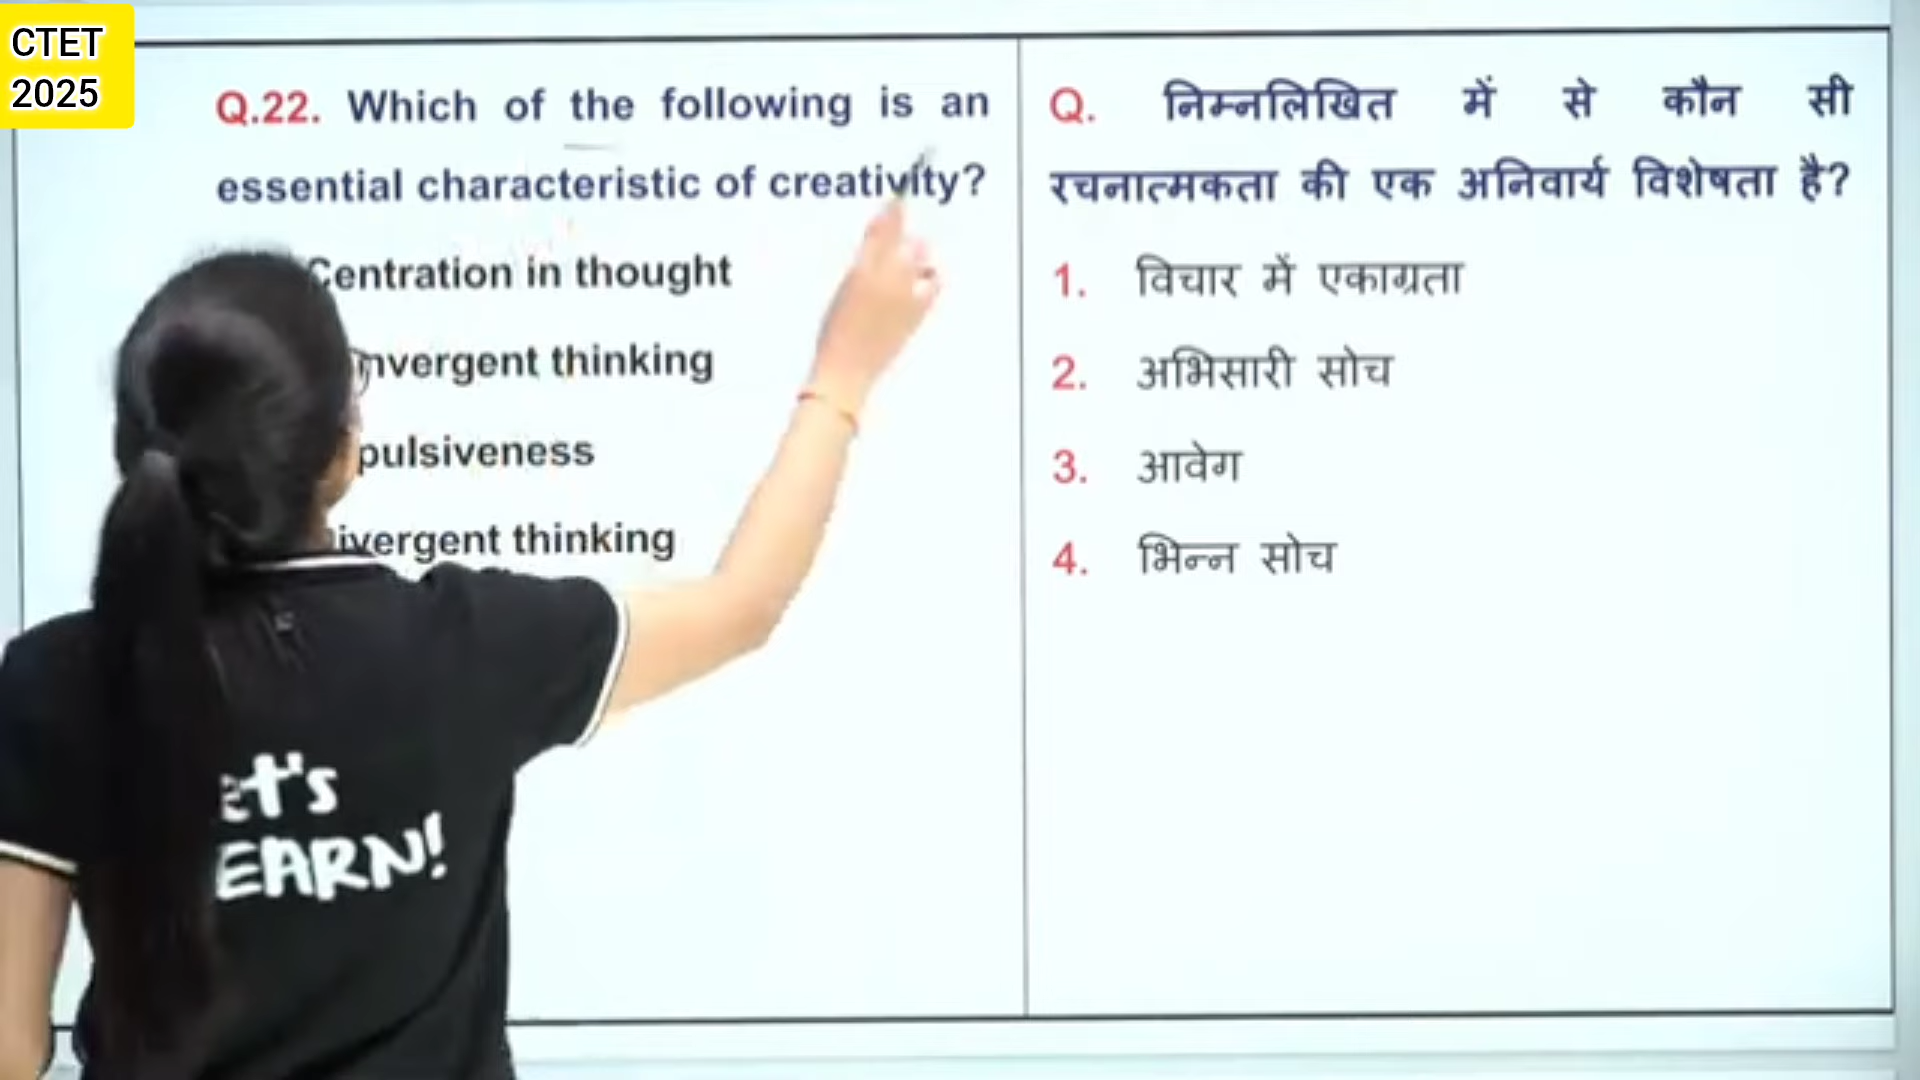 CTET
2025
Q.22. Which of the following is an
essential characteristic of creativity?
Centration in thought
nvergent thinking
pulsiveness
ivergent thinking
Q. निम्नलिखित में से कौन सी
रचनात्मकता की एक अनिवार्य विशेषता है?
1. विचार में एकाग्रता
2. अभिसारी सोच
3. आवेग
4. भिन्न सोच
et's
EARN!